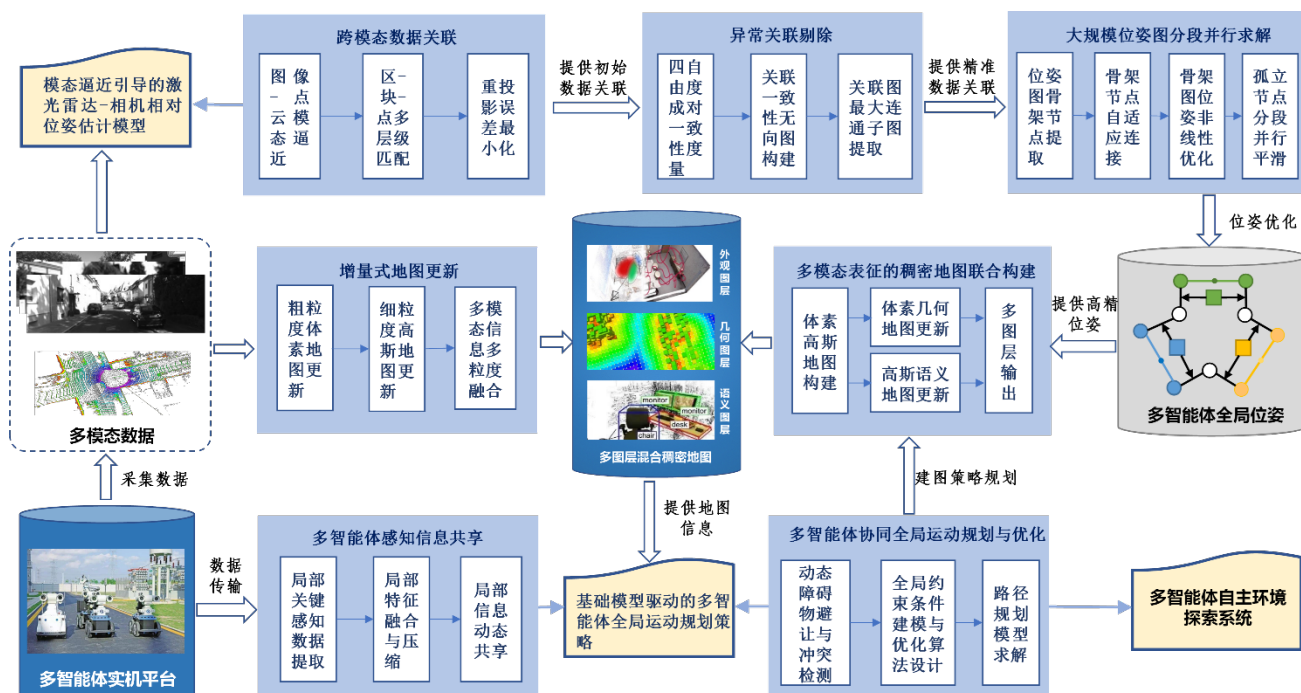 跨模态数据关联
图像
-点
云模
态逼
近
区-
块-
点多
层级
匹配
重投
影误
差最
小化
提供初始
数据关联
异常关联剔除
四自
由度
成对
一致
性度
量
关联
一致
性无
向图
构建
关联图
最大连
通子图
提取
提供精准
数据关联
大规模位姿图分段并行求解
位姿
图骨
架节
点提
取
骨架
节点
自适
应连
接
骨架
图位
姿非
线性
优化
孤立
节点
分段
并行
平滑
模态逼近引导的激
光雷达-相机相对
位姿估计模型
位姿优化
多模态数据
增量式地图更新
粗粒
度体
素地
图更
新
细粒
度高
斯地
图更
新
多模
态信
息多
粒度
融合
外观图层
几何图层
语义图层
monitor
monitor
desk
chair
多图层混合稠密地图
多模态表征的稠密地图联合构建
体素
高斯
地图
构建
体素几何
地图更新
高斯语义
地图更新
多
图
层
输
出
提供高精
位姿
多智能体全局位姿
采集数据
提供地图
信息
建图策略规划
多智能体实机平台
数据
传输
多智能体感知信息共享
局部
关键
感知
数据
提取
局部
特征
融合
与压
缩
局部
信息
动态
共享
基础模型驱动的多智
能体全局运动规划策
略
多智能体协同全局运动规划与优化
动态
障碍
物避
让与
冲突
检测
全局约
束条件
建模与
优化算
法设计
路径
规划
模型
求解
多智能体自主环境
探索系统